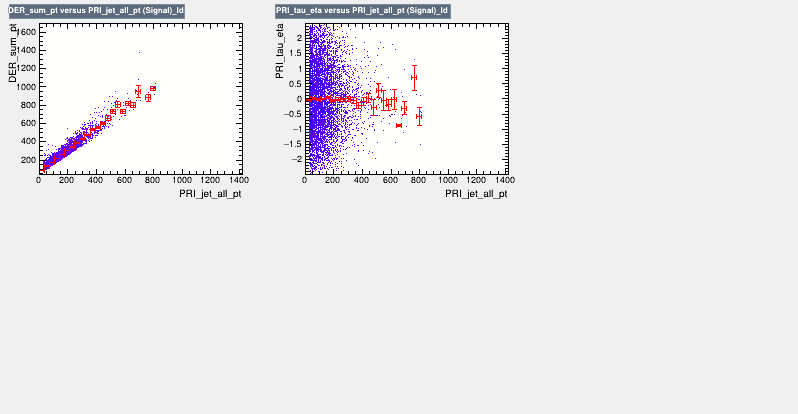 DER_sum_pt versus PRI_jet_all_pt (Signal)_Id
DER_sum_pt
1600
1400
1200
1000
800
600
400
200
0 200 400 600 800 1000 1200 1400
PRI_jet_all_pt
PRI_tau_eta versus PRI_jet_all_pt (Signal)_Id
PRI_tau_eta
2
1.5
1
0.5
0
−0.5
−1
−1.5
−2
0 200 400 600 800 1000 1200 1400
PRI_jet_all_pt